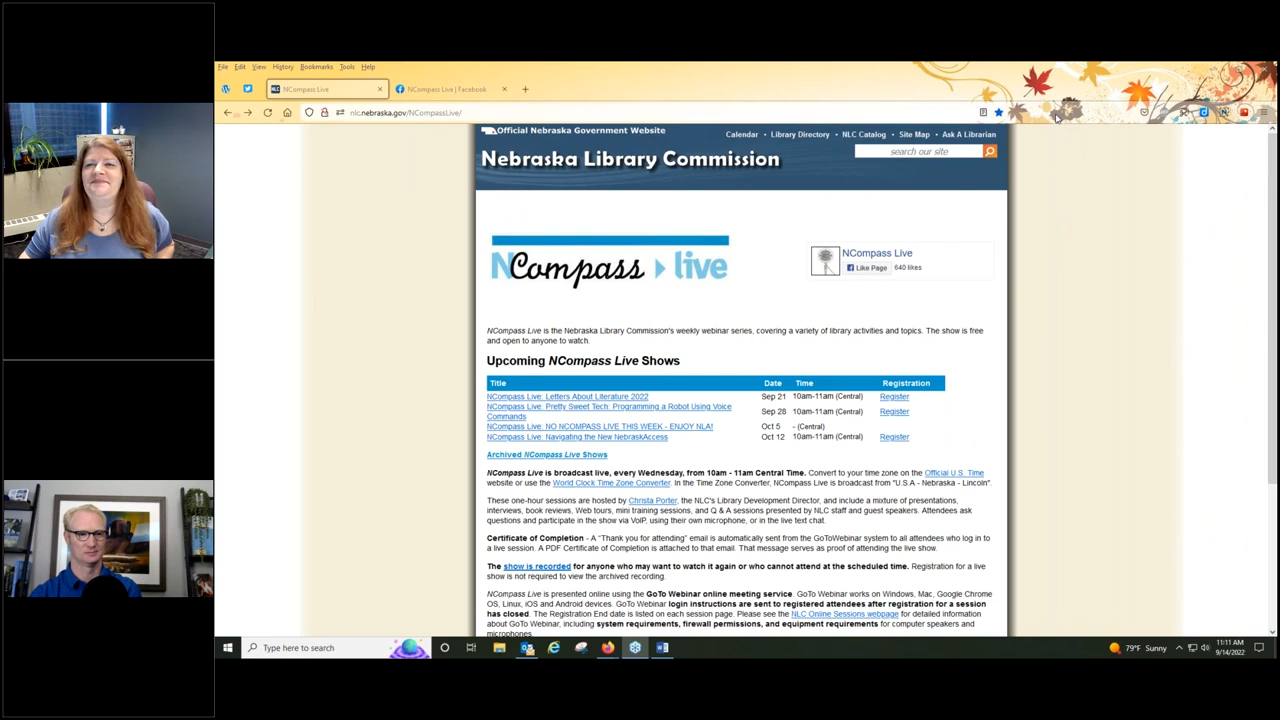 File Edit View History Bookmarks Tools Help
NLC NCompass Live × NCompass Live | Facebook × +
nlc.nebraska.gov/NCompassLive/
Official Nebraska Government Website
Calendar • Library Directory • NLC Catalog • Site Map • Ask A Librarian
Nebraska Library Commission
search our site
NCompass live
NCompass Live
Like Page 640 likes
NCompass Live is the Nebraska Library Commission's weekly webinar series, covering a variety of library activities and topics. The show is free
and open to anyone to watch.
Upcoming NCompass Live Shows
Title Date Time Registration
NCompass Live: Letters About Literature 2022 Sep 21 10am-11am (Central) Register
NCompass Live: Pretty Sweet Tech: Programming a Robot Using Voice
Commands Sep 28 10am-11am (Central) Register
NCompass Live: NO NCOMPASS LIVE THIS WEEK - ENJOY NLA! Oct 5 - (Central)
NCompass Live: Navigating the New NebraskAccess Oct 12 10am-11am (Central) Register
Archived NCompass Live Shows
NCompass Live is broadcast live, every Wednesday, from 10am - 11am Central Time. Convert to your time zone on the Official U.S. Time
website or use the World Clock Time Zone Converter. In the Time Zone Converter, NCompass Live is broadcast from "U.S.A - Nebraska - Lincoln".
These one-hour sessions are hosted by Christa Porter, the NLC's Library Development Director, and include a mixture of presentations,
interviews, book reviews, Web tours, mini training sessions, and Q & A sessions presented by NLC staff and guest speakers. Attendees ask
questions and participate in the show via VoIP, using their own microphone, or in the live text chat.
Certificate of Completion - A "Thank you for attending" email is automatically sent from the GoToWebinar system to all attendees who log in to
a live session. A PDF Certificate of Completion is attached to that email. That message serves as proof of attending the live show.
The show is recorded for anyone who may want to watch it again or who cannot attend at the scheduled time. Registration for a live
show is not required to view the archived recording.
NCompass Live is presented online using the GoTo Webinar online meeting service. GoTo Webinar works on Windows, Mac, Google Chrome
OS, Linux, iOS and Android devices. GoTo Webinar login instructions are sent to registered attendees after registration for a session
has closed. The Registration End date is listed on each session page. Please see the NLC Online Sessions webpage for detailed information
about GoTo Webinar, including system requirements, firewall permissions, and equipment requirements for computer speakers and
microphones.
Type here to search
79°F Sunny
11:11 AM
9/14/2022